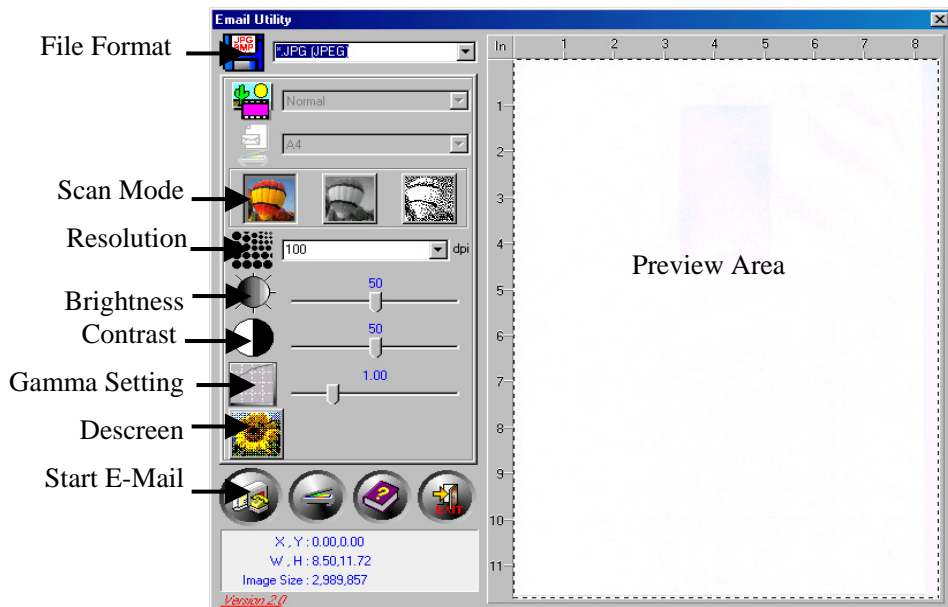 Email Utility
File Format
JPG
BMP
*.JPG (JPEG)
Normal
A4
Scan Mode
Resolution
100
dpi
Brightness
50
Contrast
50
Gamma Setting
1.00
Descreen
Start E-Mail
?
EXIT
X , Y : 0.00,0.00
W , H : 8.50,11.72
Image Size : 2,989,857
Version 2.0
In 1 2 3 4 5 6 7 8
1
2
3
4
5
6
7
8
9
10
11
Preview Area